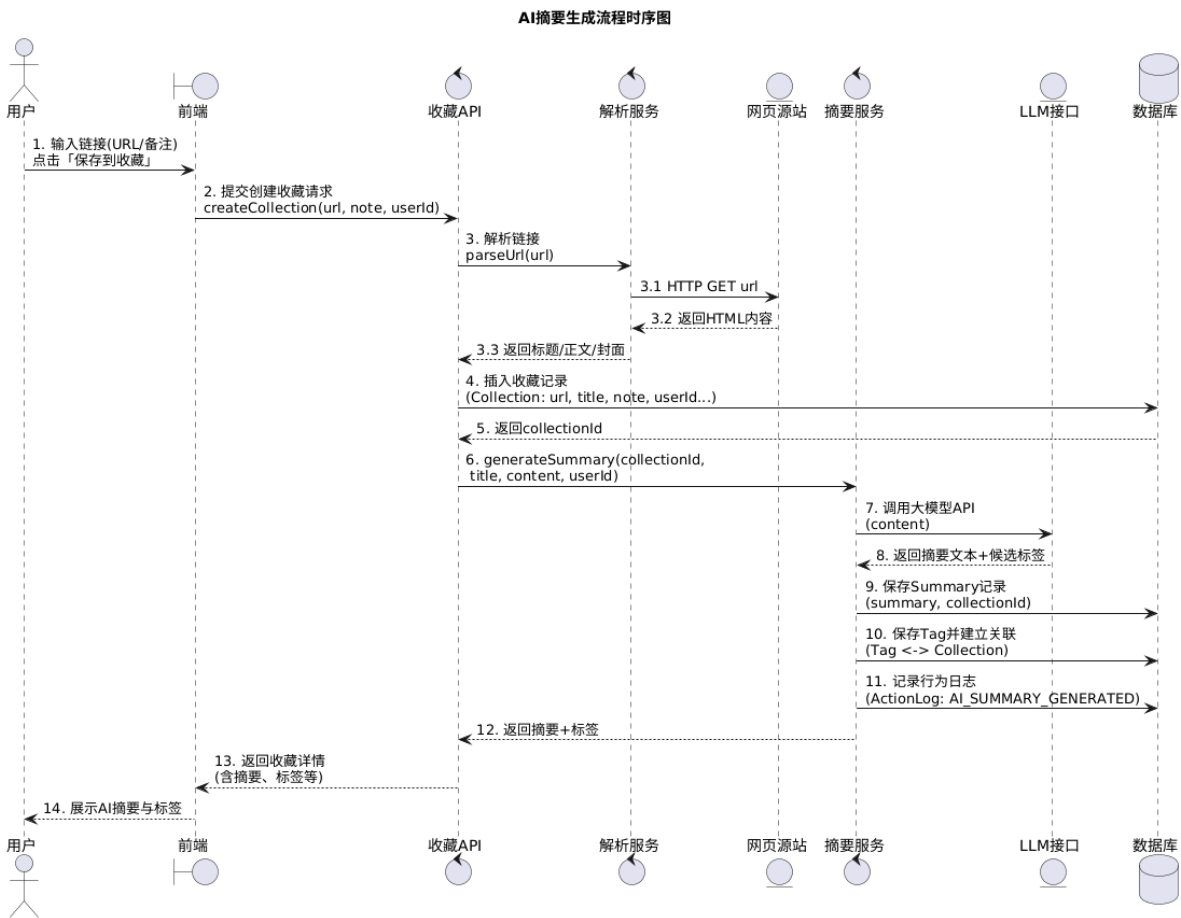 AI摘要生成流程时序图
用户
前端
收藏API
解析服务
网页源站
摘要服务
LLM接口
数据库
1. 输入链接(URL/备注)
点击「保存到收藏」
2. 提交创建收藏请求
createCollection(url, note, userId)
3. 解析链接
parseUrl(url)
3.1 HTTP GET url
3.2 返回HTML内容
3.3 返回标题/正文/封面
4. 插入收藏记录
(Collection: url, title, note, userId...)
5. 返回collectionId
6. generateSummary(collectionId,
title, content, userId)
7. 调用大模型API
(content)
8. 返回摘要文本+候选标签
9. 保存Summary记录
(summary, collectionId)
10. 保存Tag并建立关联
(Tag <-> Collection)
11. 记录行为日志
(ActionLog: AI_SUMMARY_GENERATED)
12. 返回摘要+标签
13. 返回收藏详情
(含摘要、标签等)
14. 展示AI摘要与标签
用户
前端
收藏API
解析服务
网页源站
摘要服务
LLM接口
数据库